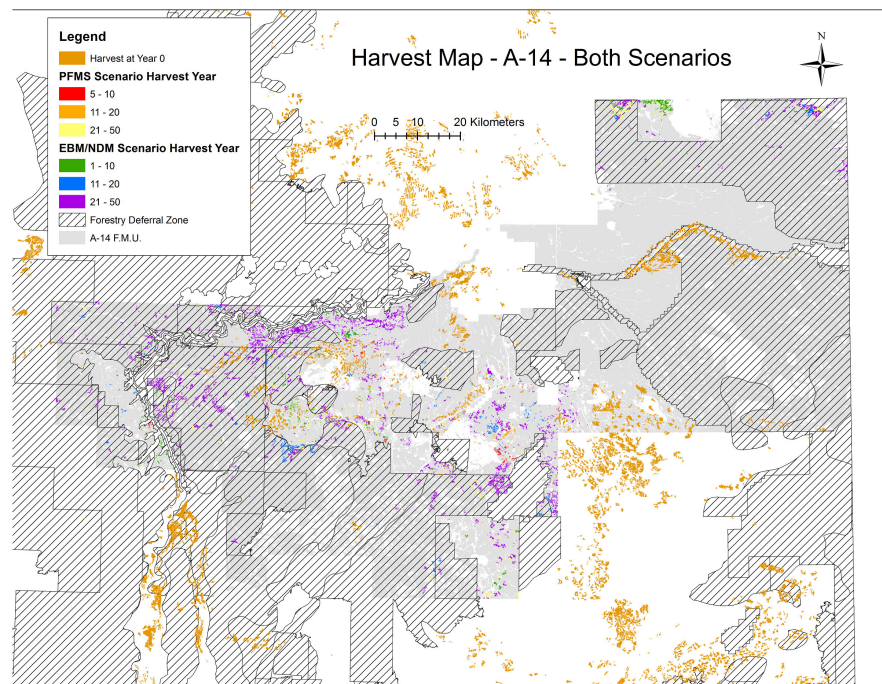 Legend
Harvest at Year 0
PFMS Scenario Harvest Year
5 - 10
11 - 20
21 - 50
EBM/NDM Scenario Harvest Year
1 - 10
11 - 20
21 - 50
Forestry Deferral Zone
A-14 F.M.U.
Harvest Map - A-14 - Both Scenarios
N
0 5 10 20 Kilometers